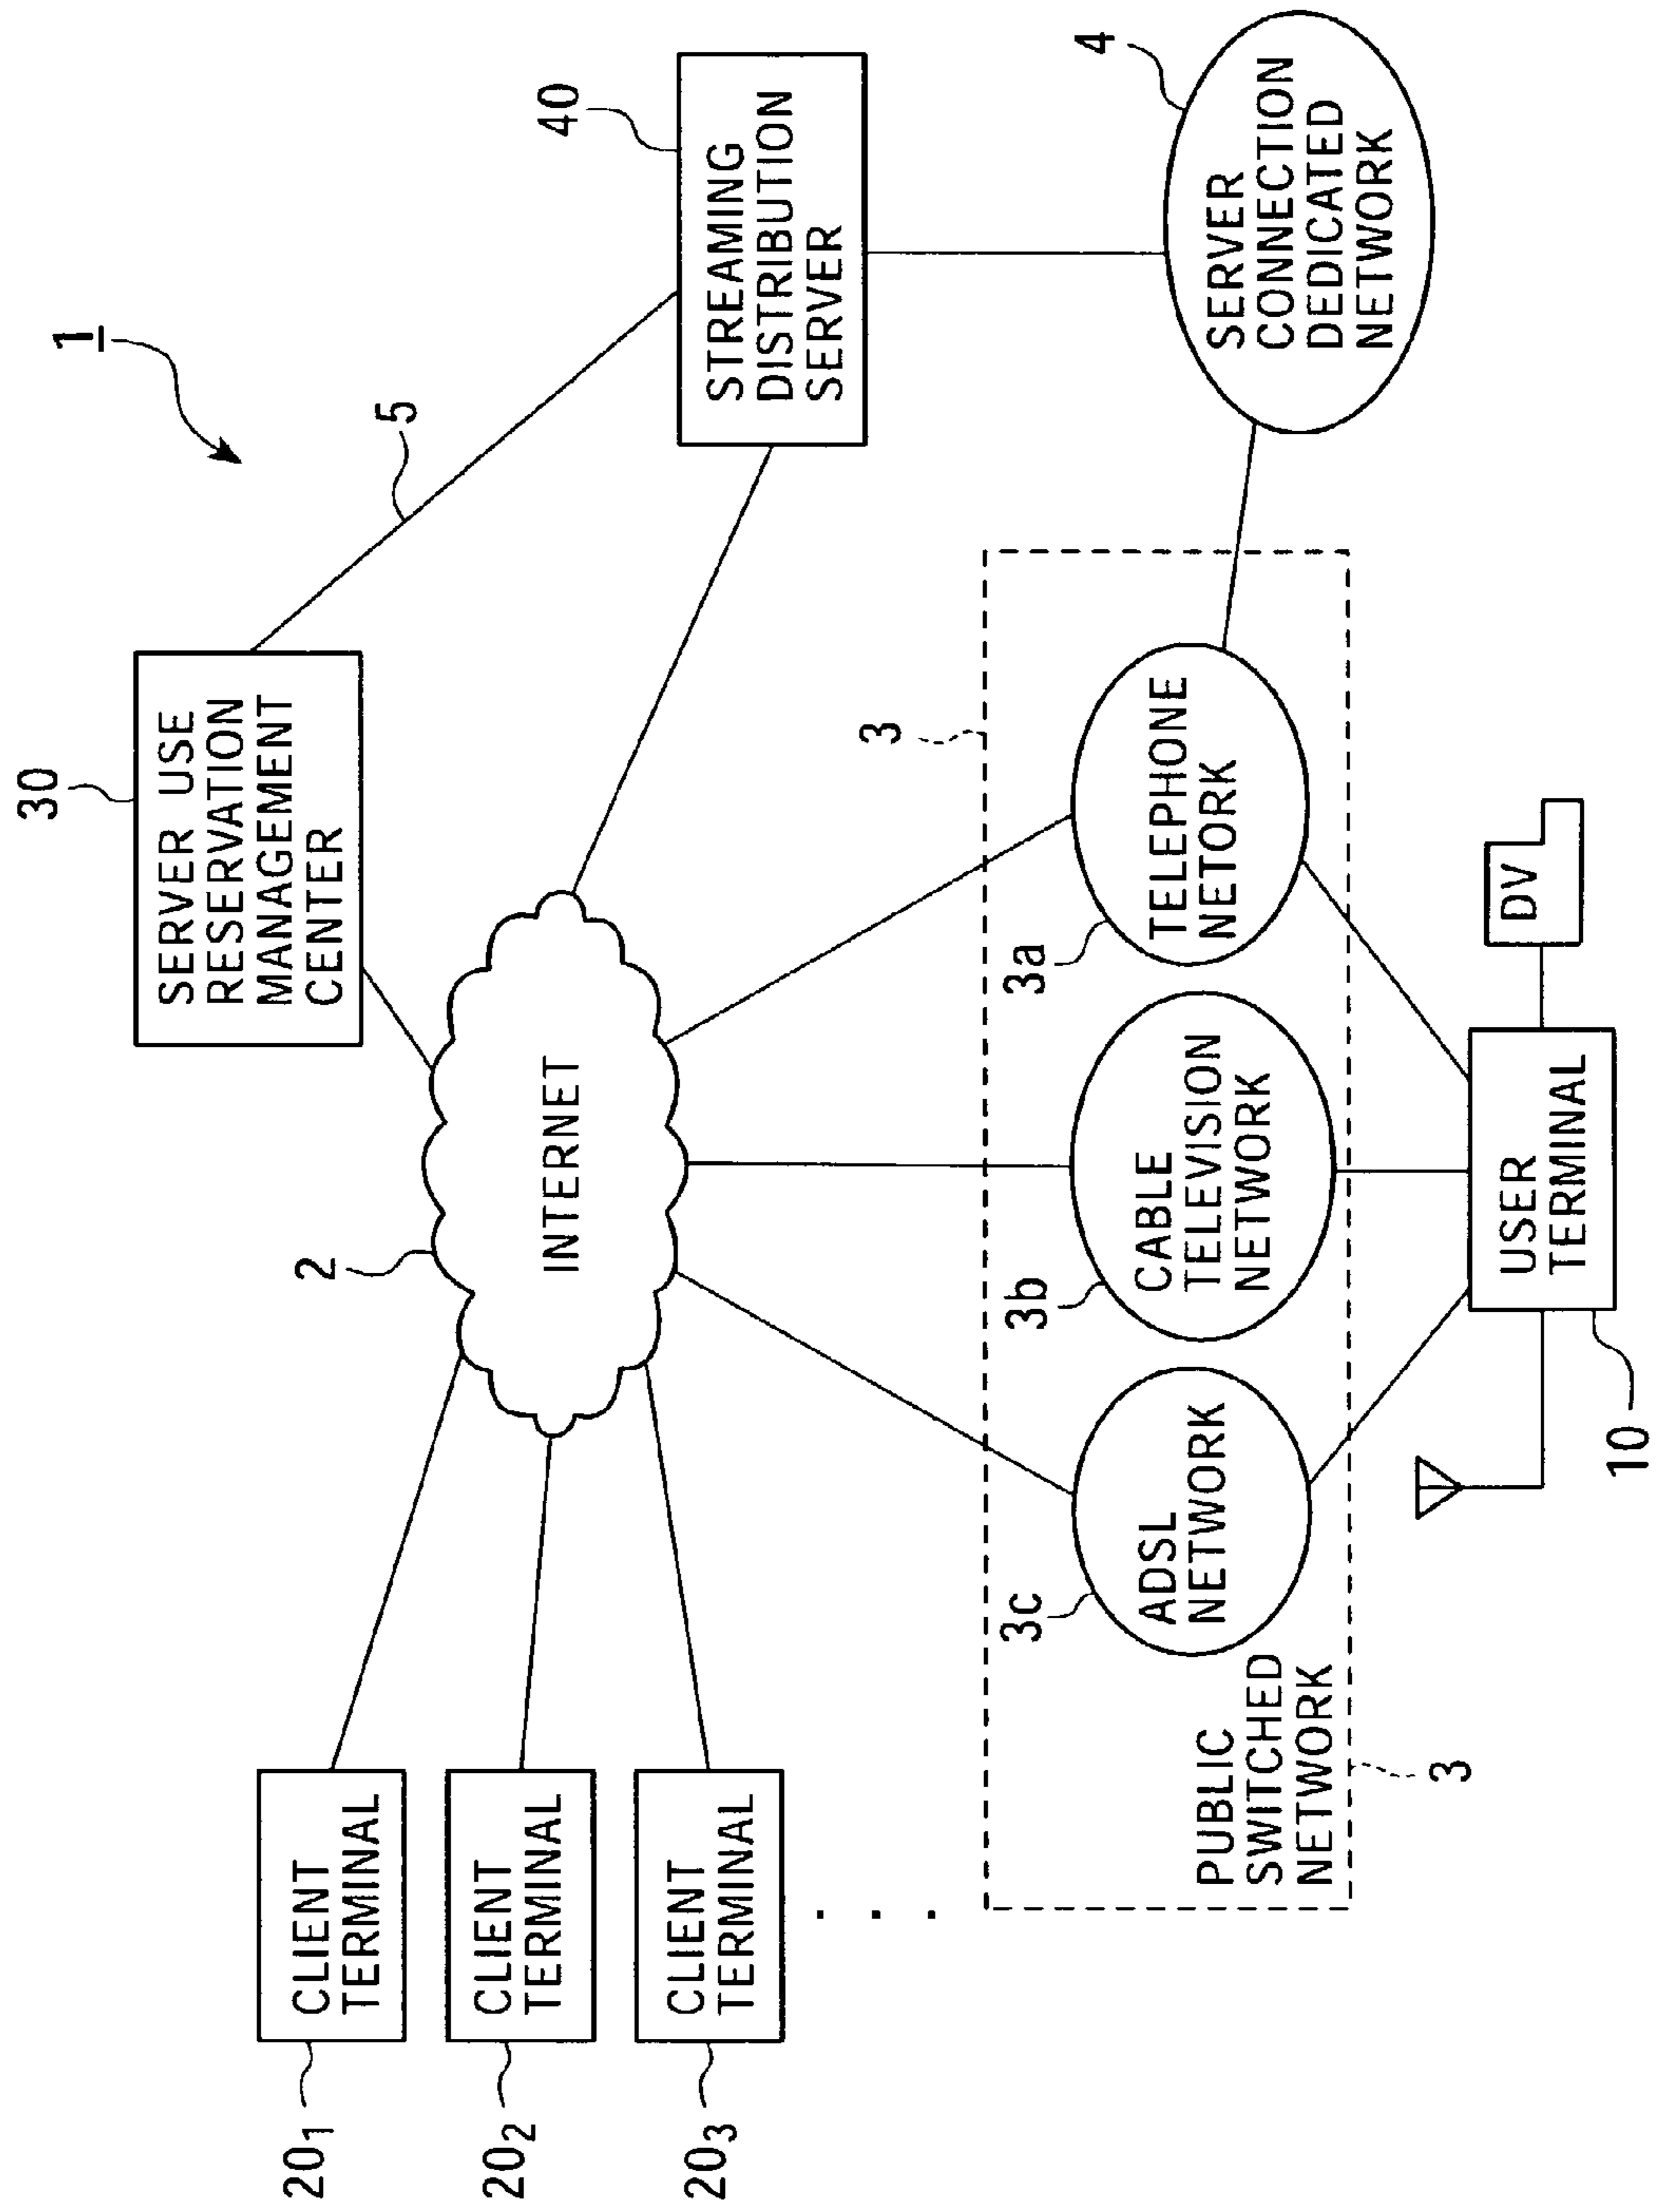 1
30
SERVER USE
RESERVATION
MANAGEMENT
CENTER
5
40
STREAMING
DISTRIBUTION
SERVER
20₁
CLIENT
TERMINAL
20₂
CLIENT
TERMINAL
20₃
CLIENT
TERMINAL
. . .
2
INTERNET
3
3c
ADSL
NETWORK
3b
CABLE
TELEVISION
NETWORK
3a
TELEPHONE
NETORK
4
SERVER
CONNECTION
DEDICATED
NETWORK
PUBLIC
SWITCHED
NETWORK
3
10
USER
TERMINAL
DV